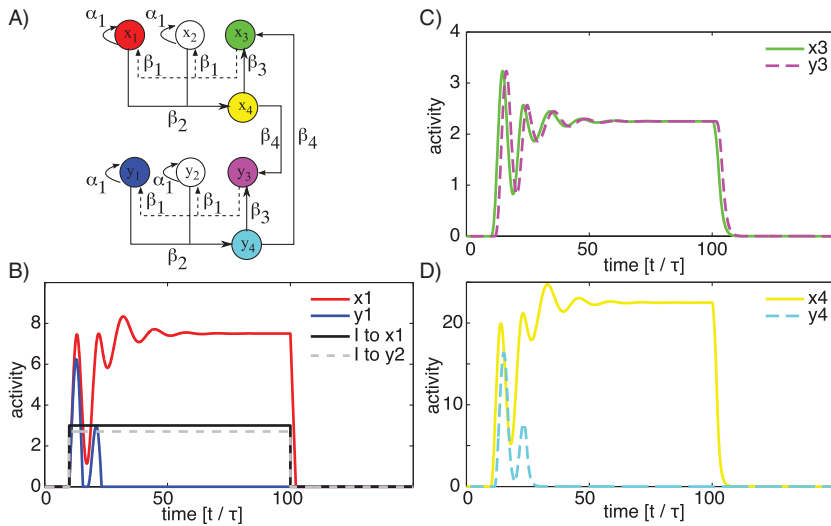 A)
α1 α1
x1 x2 x3
β1 β1 β3
x4
β2
β4 β4
y1 y2 y3
α1 α1
β1 β1 β3
β2
y4
B)
x1
y1
I to x1
I to y2
activity
8
6
4
2
0
0 50 100
time [t / τ]
C)
x3
y3
activity
4
3
2
1
0
0 50 100
time [t / τ]
D)
x4
y4
activity
20
10
0
0 50 100
time [t / τ]